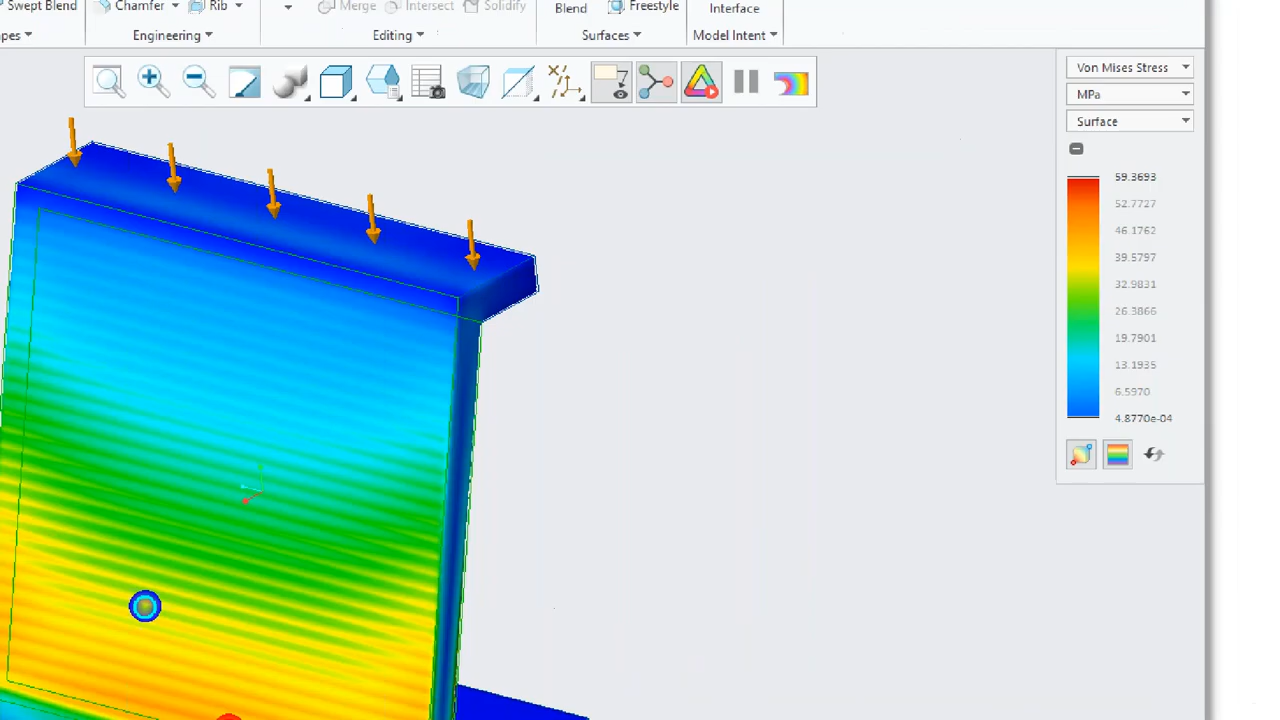 Swept Blend
Chamfer
Rib
Merge
Intersect
Solidify
Blend
Freestyle
Interface
apes
Engineering
Editing
Surfaces
Model Intent
Von Mises Stress
MPa
Surface
59.3693
52.7727
46.1762
39.5797
32.9831
26.3866
19.7901
13.1935
6.5970
4.8770e-04